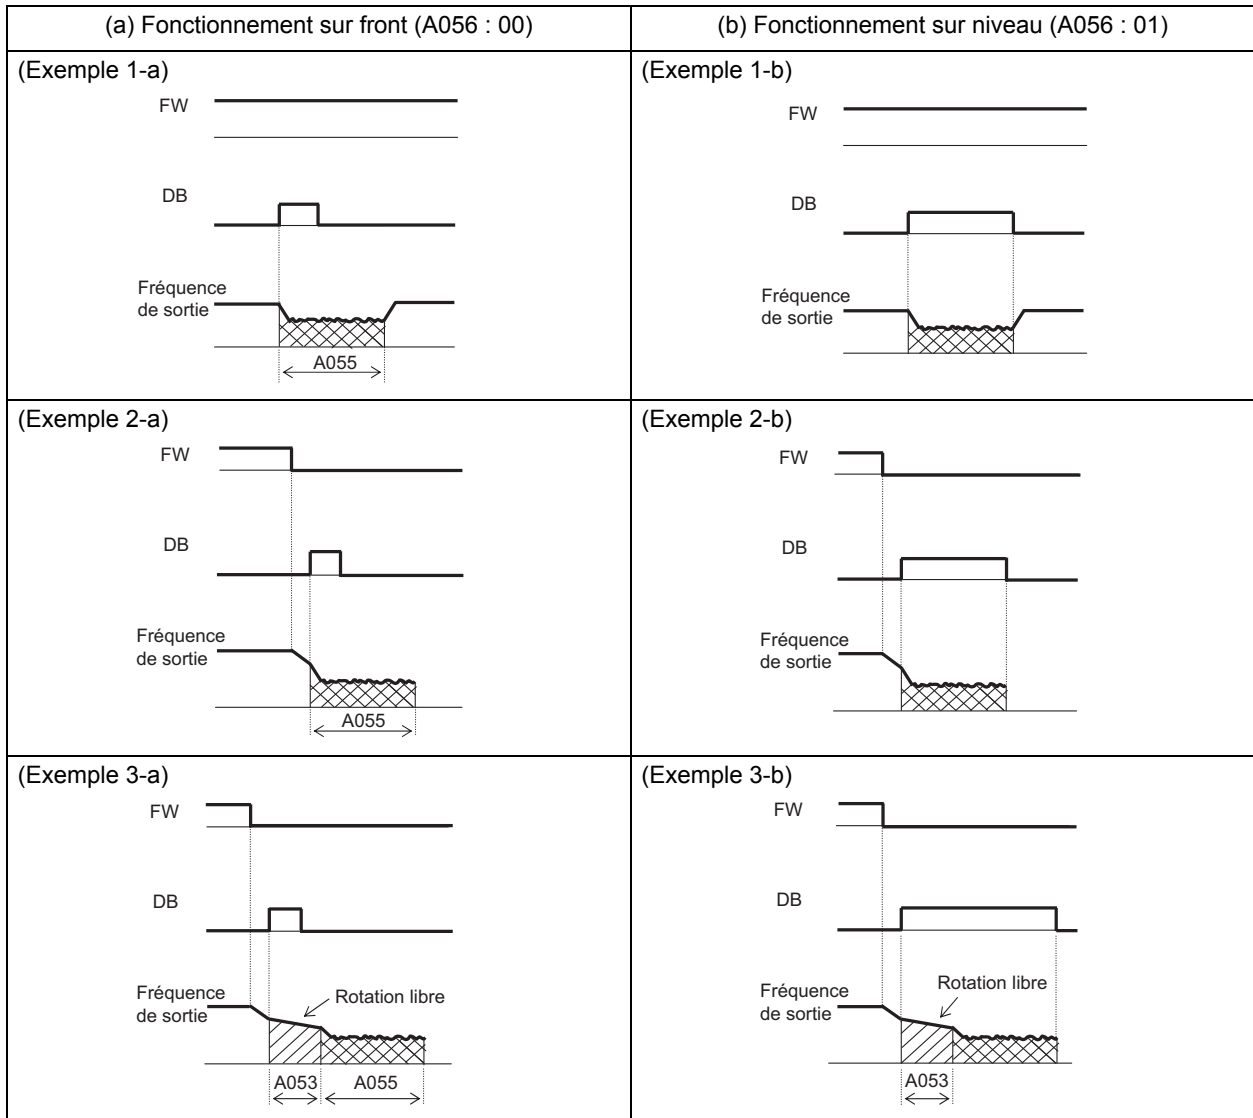 (a) Fonctionnement sur front (A056 : 00)
(b) Fonctionnement sur niveau (A056 : 01)
(Exemple 1-a)
FW
DB
Fréquence
de sortie
A055
(Exemple 1-b)
FW
DB
Fréquence
de sortie
(Exemple 2-a)
FW
DB
Fréquence
de sortie
A055
(Exemple 2-b)
FW
DB
Fréquence
de sortie
(Exemple 3-a)
FW
DB
Fréquence
de sortie
Rotation libre
A053
A055
(Exemple 3-b)
FW
DB
Fréquence
de sortie
Rotation libre
A053